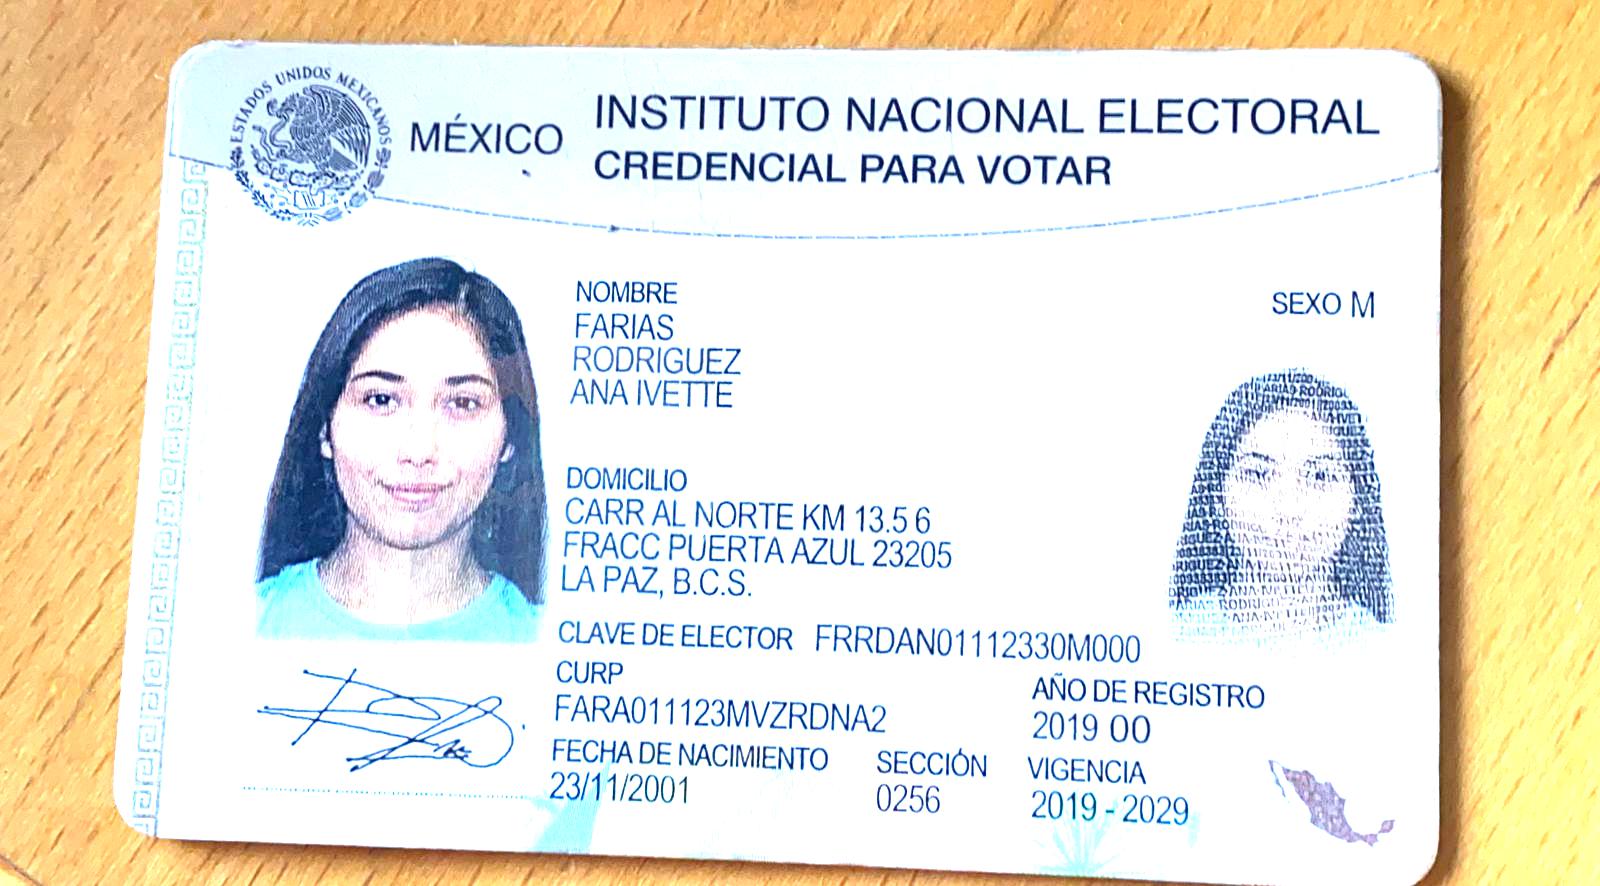 ESTADOS UNIDOS MEXICANOS
MÉXICO
INSTITUTO NACIONAL ELECTORAL
CREDENCIAL PARA VOTAR
NOMBRE
FARIAS
RODRIGUEZ
ANA IVETTE
SEXO M
DOMICILIO
CARR AL NORTE KM 13.5 6
FRACC PUERTA AZUL 23205
LA PAZ, B.C.S.
CLAVE DE ELECTOR FRRDAN01112330M000
CURP
FARA011123MVZRDNA2
AÑO DE REGISTRO
2019 00
FECHA DE NACIMIENTO
23/11/2001
SECCIÓN
0256
VIGENCIA
2019 - 2029